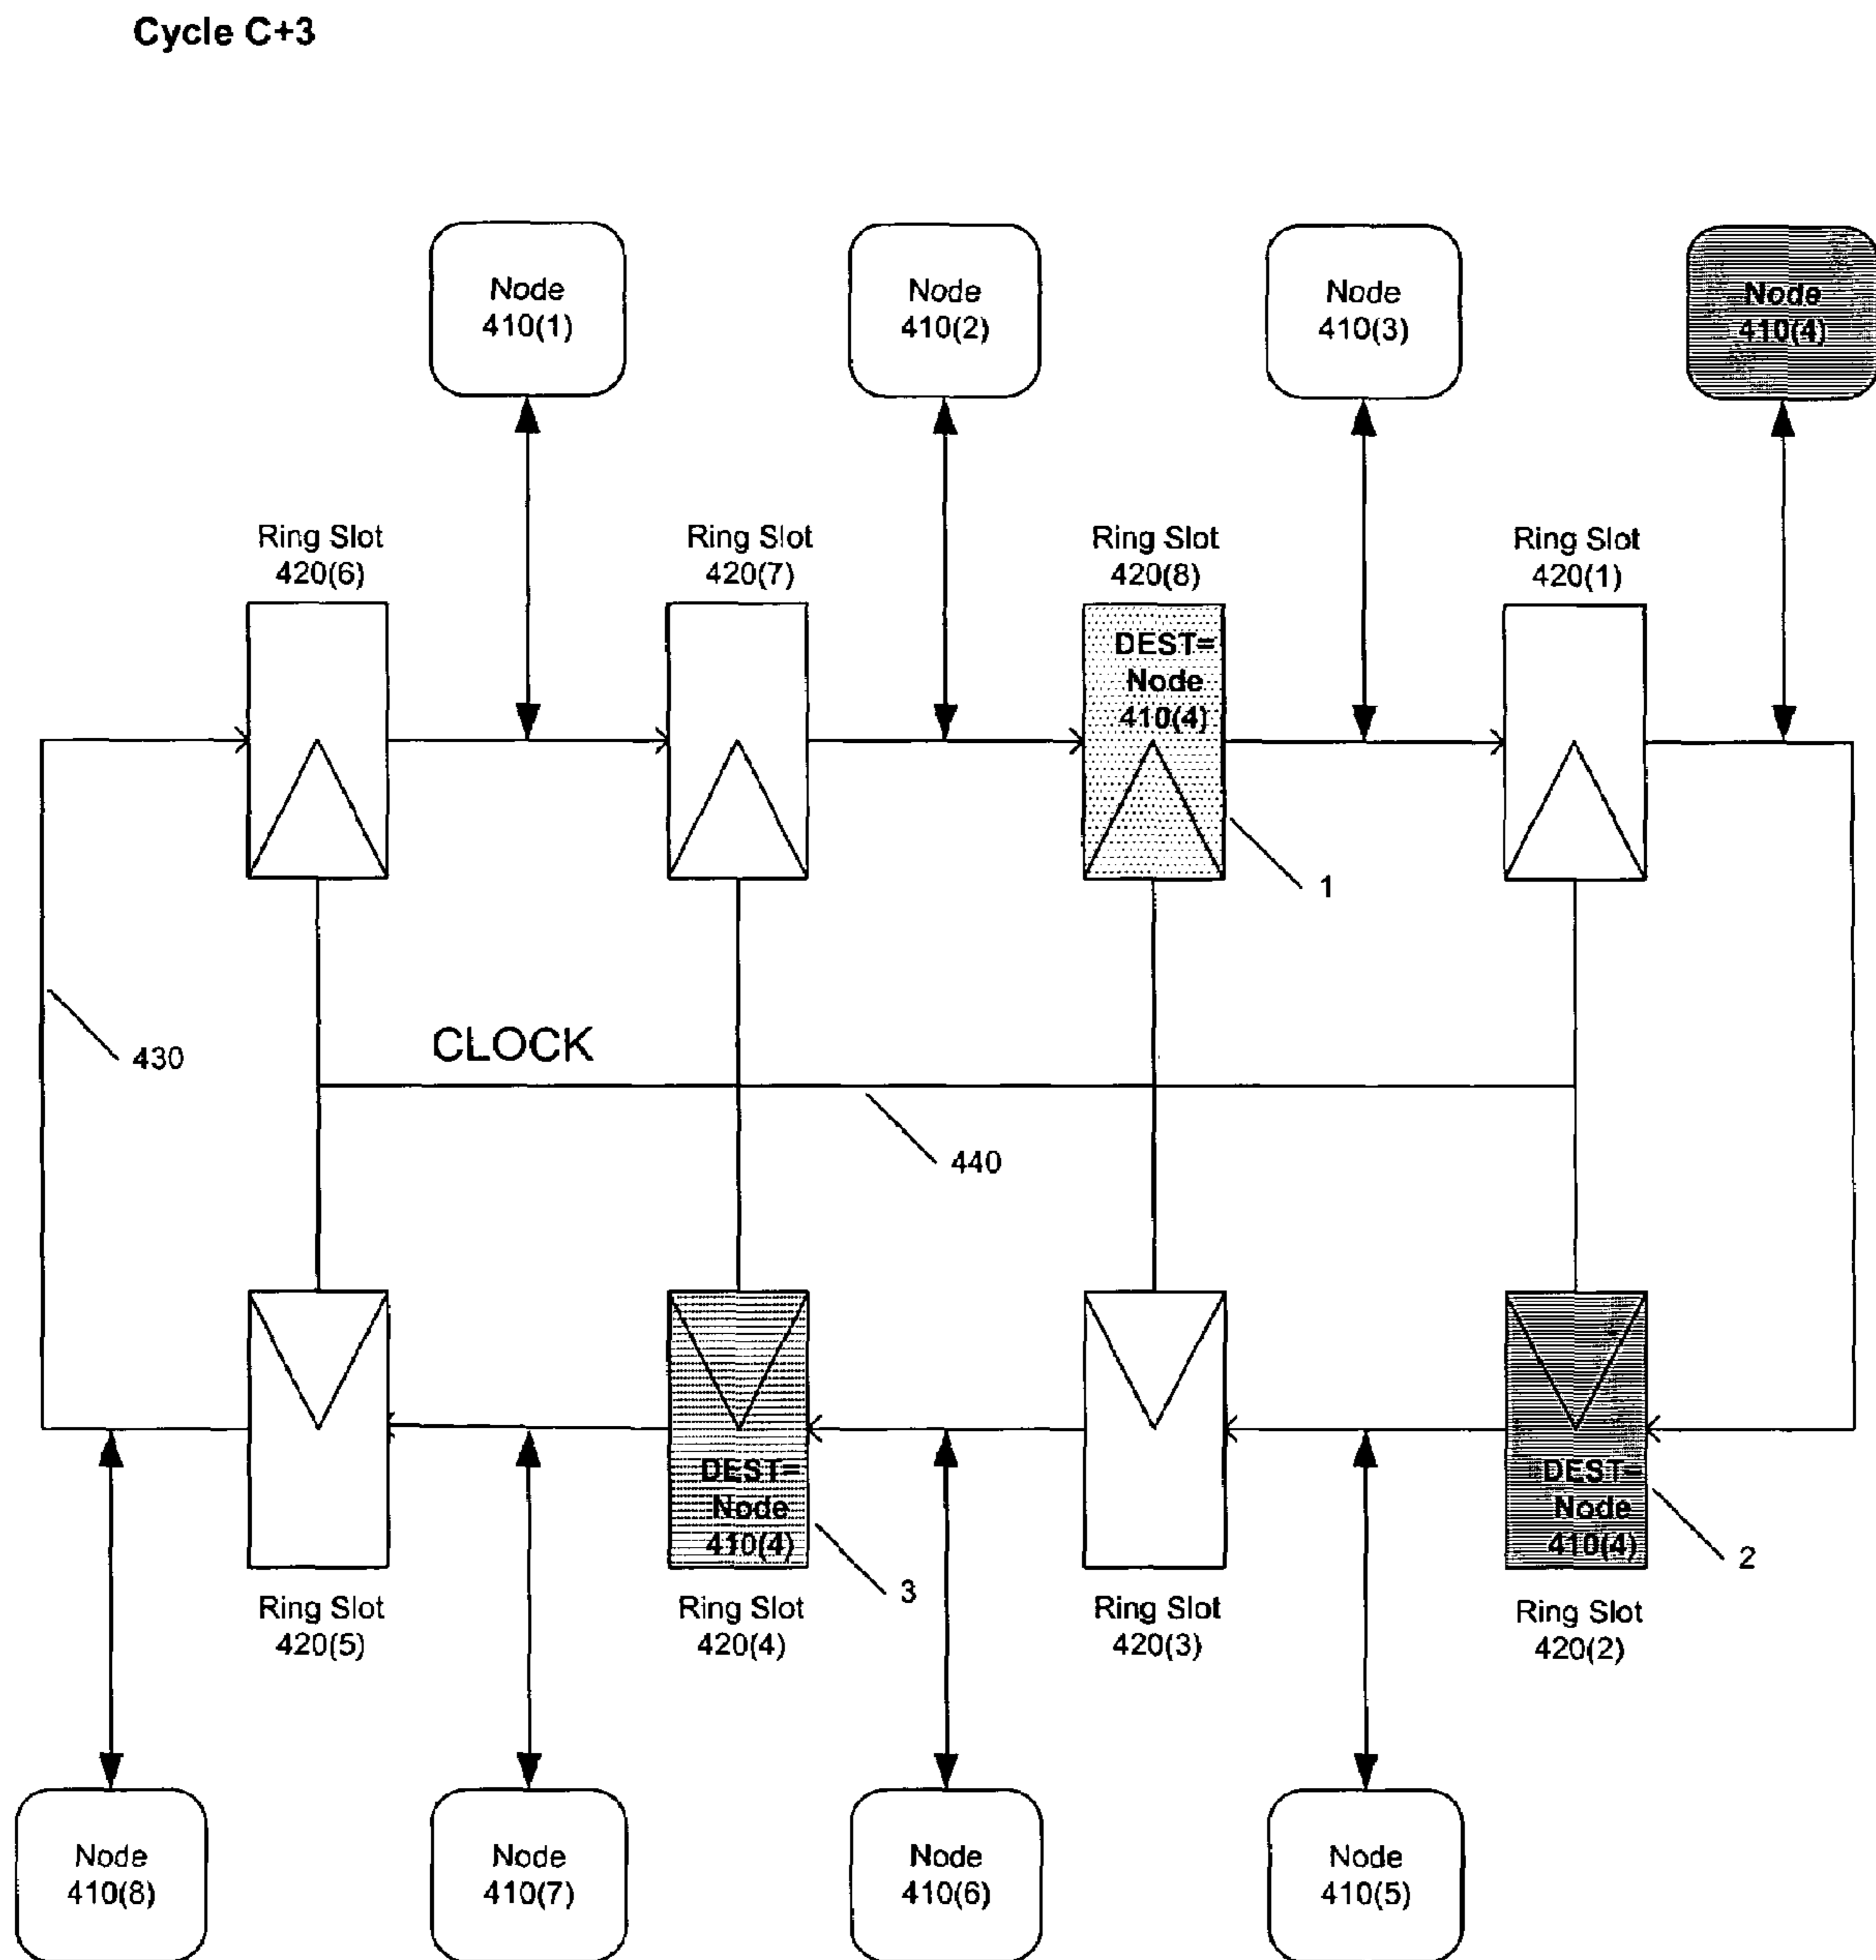 Cycle C+3
Node
410(1)
Node
410(2)
Node
410(3)
Node
410(4)
Ring Slot
420(6)
Ring Slot
420(7)
Ring Slot
420(8)
Ring Slot
420(1)
DEST=
Node
410(4)
1
430
CLOCK
440
DEST=
Node
410(4)
3
DEST=
Node
410(4)
2
Ring Slot
420(5)
Ring Slot
420(4)
Ring Slot
420(3)
Ring Slot
420(2)
Node
410(8)
Node
410(7)
Node
410(6)
Node
410(5)